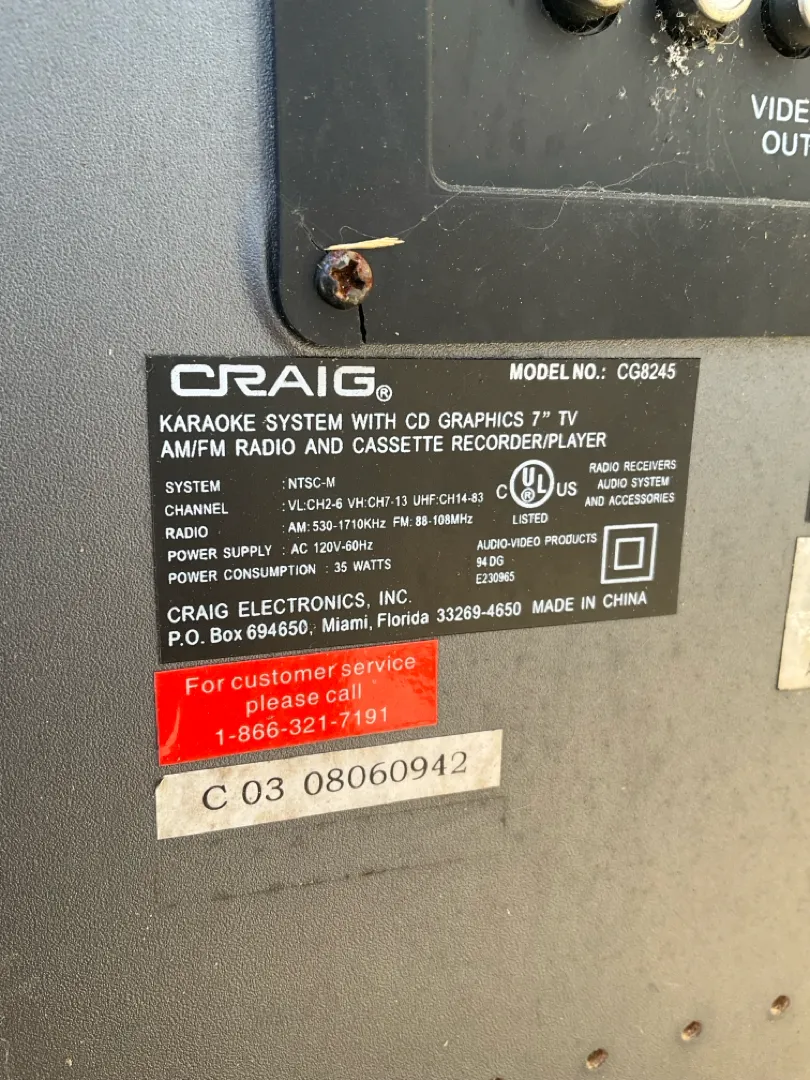 VIDE
OUT
CRAIG®
MODEL NO.: CG8245
KARAOKE SYSTEM WITH CD GRAPHICS 7" TV
AM/FM RADIO AND CASSETTE RECORDER/PLAYER
SYSTEM : NTSC-M
CHANNEL : VL:CH2-6 VH:CH7-13 UHF:CH14-83
RADIO : AM: 530-1710KHz FM: 88-108MHz
POWER SUPPLY : AC 120V-60Hz
POWER CONSUMPTION : 35 WATTS
C UL® US
LISTED
RADIO RECEIVERS
AUDIO SYSTEM
AND ACCESSORIES
AUDIO-VIDEO PRODUCTS
94 DG
E230965
CRAIG ELECTRONICS, INC.
P.O. Box 694650, Miami, Florida 33269-4650 MADE IN CHINA
For customer service
please call
1-866-321-7191
C 03 08060942